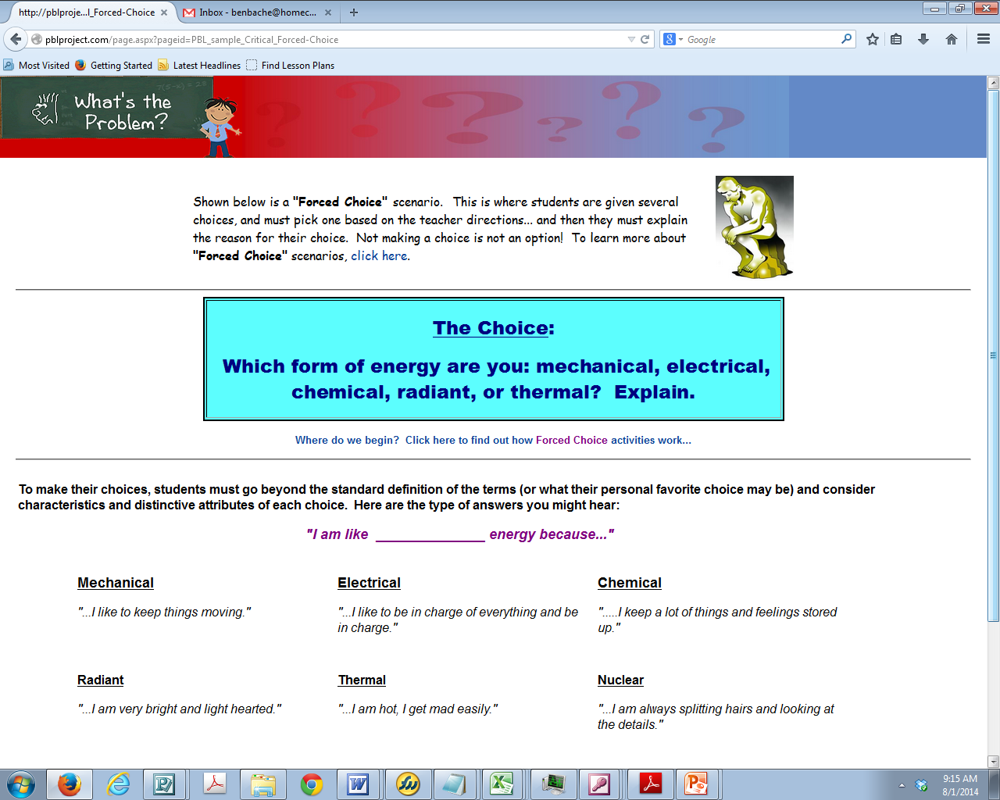 http://pblproje...l_Forced-Choice
Inbox - benbache@homec...
pblproject.com/page.aspx?pageid=PBL_sample_Critical_Forced-Choice
Google
Most Visited Getting Started Latest Headlines Find Lesson Plans
What's the
Problem?
Shown below is a "Forced Choice" scenario. This is where students are given several
choices, and must pick one based on the teacher directions... and then they must explain
the reason for their choice. Not making a choice is not an option! To learn more about
"Forced Choice" scenarios, click here.
The Choice:
Which form of energy are you: mechanical, electrical,
chemical, radiant, or thermal? Explain.
Where do we begin? Click here to find out how Forced Choice activities work...
To make their choices, students must go beyond the standard definition of the terms (or what their personal favorite choice may be) and consider
characteristics and distinctive attributes of each choice. Here are the type of answers you might hear:
"I am like ______________ energy because..."
Mechanical
"...I like to keep things moving."
Electrical
"...I like to be in charge of everything and be
in charge."
Chemical
".....I keep a lot of things and feelings stored
up."
Radiant
"...I am very bright and light hearted."
Thermal
"...I am hot, I get mad easily."
Nuclear
"...I am always splitting hairs and looking at
the details."
9:15 AM
8/1/2014